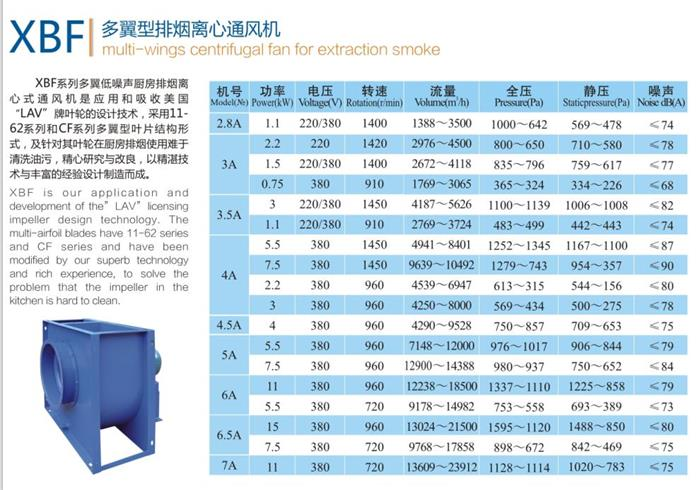 XBF
多翼型排烟离心通风机
multi-wings centrifugal fan for extraction smoke
XBF系列多翼低噪声厨房排烟离
心式通风机是应用和吸收美国
“LAV”牌叶轮的设计技术，采用11-
62系列和CF系列多翼型叶片结构形
式，及针对其叶轮在厨房排烟使用难于
清洗油污，精心研究与改良，以精湛技
术与丰富的经验设计制造而成。
XBF is our application and
development of the” LAV” licensing
impeller design technology. The
multi-airfoil blades have 11-62 series
and CF series and have been
modified by our superb technology
and rich experience, to solve the
problem that the impeller in the
kitchen is hard to clean.
机号 功率 电压 转速 流量 全压 静压 噪声
Model(№) Power(kW) Voltage(V) Rotation(r/min) Volume(m³/h) Pressure(Pa) Staticpressure(Pa) Noise dB(A)
2.8A 1.1 220/380 1400 1388～3500 1000～642 569～478 ≤74
3A 2.2 220 1420 2976～4500 800～650 710～580 ≤78
1.5 220/380 1400 2672～4118 835～796 759～617 ≤77
0.75 380 910 1769～3065 365～324 334～226 ≤68
3.5A 3 220/380 1450 4187～5626 1100～1139 1006～1008 ≤82
1.1 220/380 910 2769～3724 483～499 442～443 ≤74
4A 5.5 380 1450 4941～8401 1252～1345 1167～1100 ≤87
7.5 380 1450 9639～10492 1279～743 954～357 ≤90
2.2 380 960 4539～6947 613～315 544～156 ≤80
3 380 960 4250～8000 569～434 500～275 ≤78
4.5A 4 380 960 4290～9528 750～857 709～653 ≤75
5A 5.5 380 960 7148～12000 976～1017 906～844 ≤79
7.5 380 960 12900～14388 980～937 750～652 ≤84
6A 11 380 960 12238～18500 1337～1110 1225～858 ≤79
5.5 380 720 9178～14982 753～558 693～389 ≤73
6.5A 15 380 960 13024～21500 1595～1120 1488～850 ≤80
7.5 380 720 9768～17858 898～672 842～469 ≤75
7A 11 380 720 13609～23912 1128～1114 1020～783 ≤75